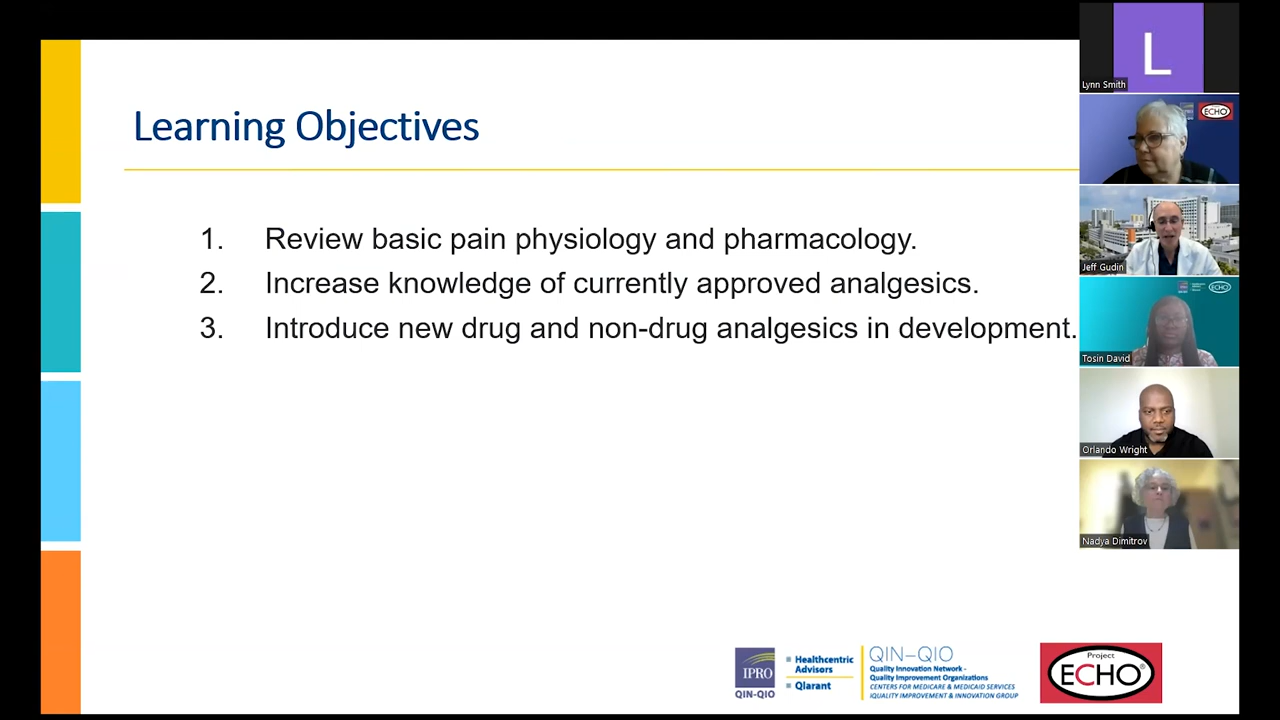 Learning Objectives
1. Review basic pain physiology and pharmacology.
2. Increase knowledge of currently approved analgesics.
3. Introduce new drug and non-drug analgesics in development.
L
Lynn Smith
ECHO
Jeff Gudin
ECHO
Tosin David
Orlando Wright
Nadya Dimitrov
IPRO
QIN-QIO
Healthcentric
Advisors
Qlarant
QIN–QIO
Quality Innovation Network -
Quality Improvement Organizations
CENTERS FOR MEDICARE & MEDICAID SERVICES
iQUALITY IMPROVEMENT & INNOVATION GROUP
Project
ECHO®